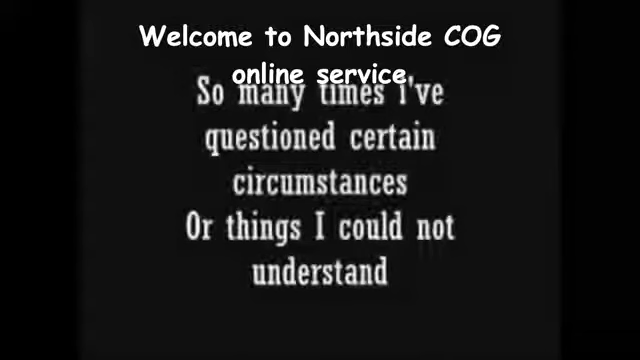 Welcome to Northside COG
online service
So many times i've
questioned certain
circumstances
Or things I could not
understand